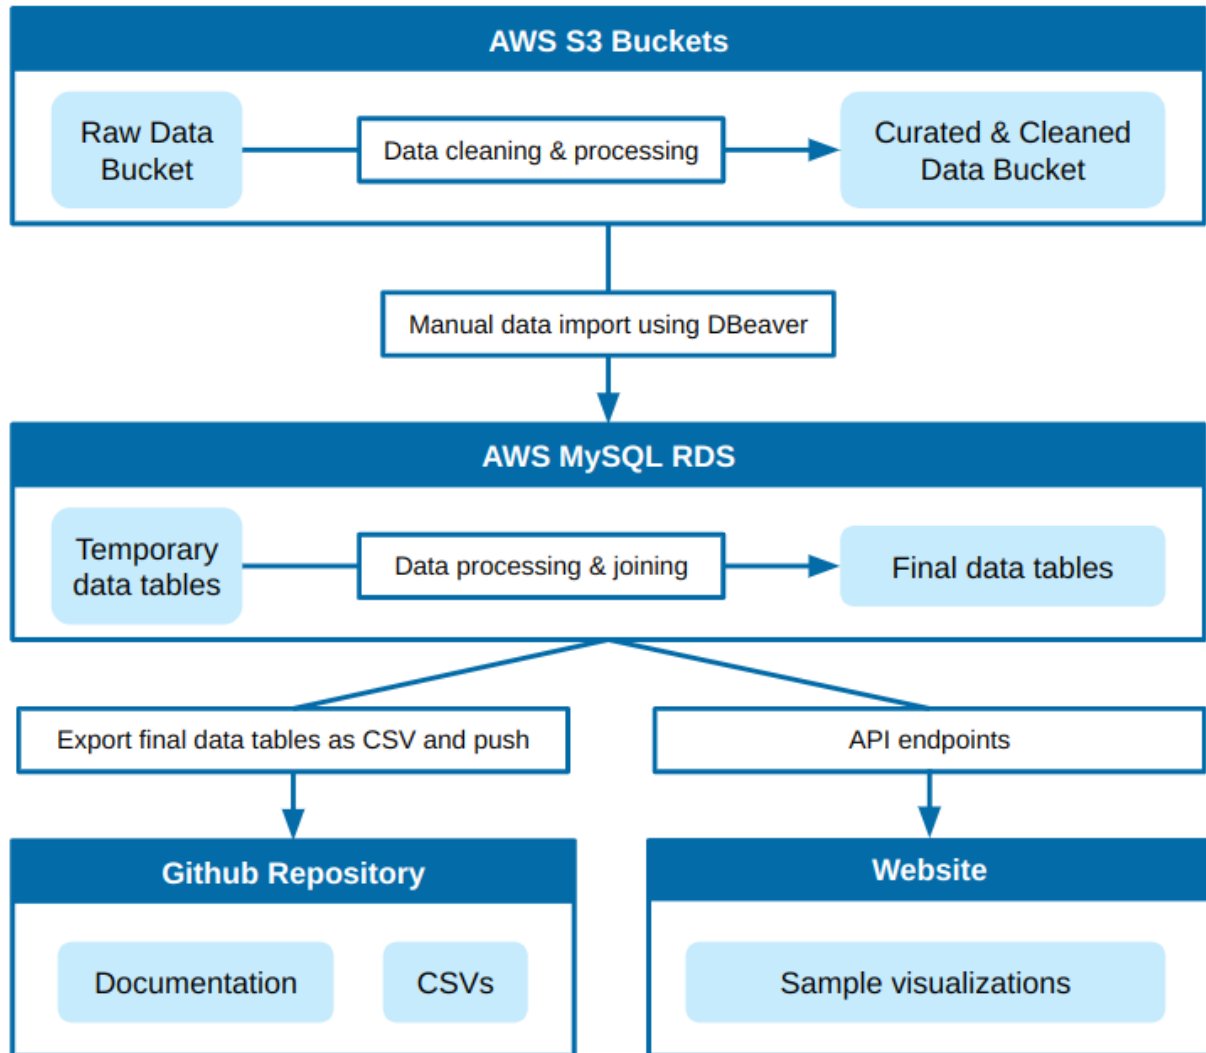 AWS S3 Buckets
Raw Data
Bucket
Data cleaning & processing
Curated & Cleaned
Data Bucket
Manual data import using DBeaver
AWS MySQL RDS
Temporary
data tables
Data processing & joining
Final data tables
Export final data tables as CSV and push
API endpoints
Github Repository
Website
Documentation
CSVs
Sample visualizations